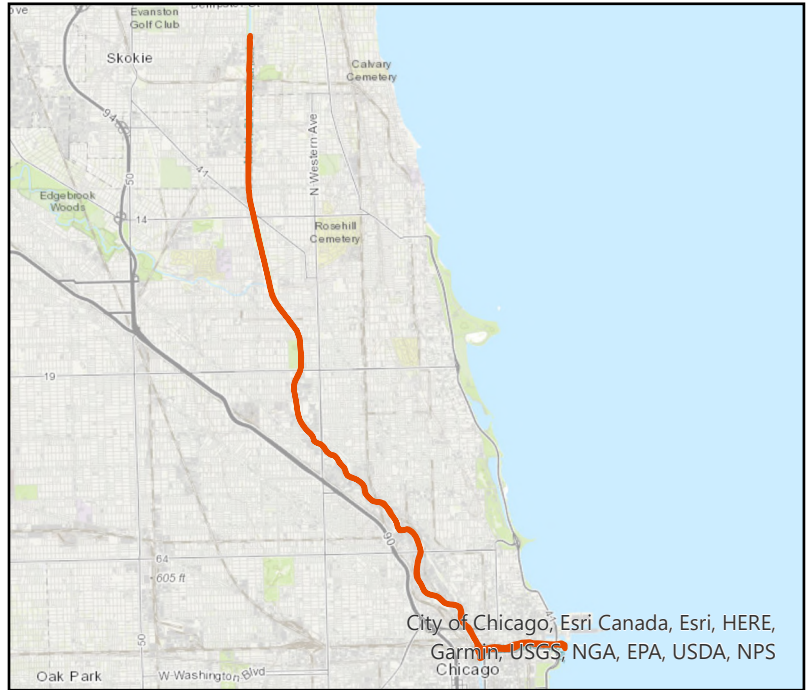 Evanston
Golf Club
Skokie
Calvary
Cemetery
94
N Western Ave
41
50
Edgebrook
Woods
14
Rosehill
Cemetery
19
90
64
605 ft
50
41
City of Chicago, Esri Canada, Esri, HERE,
Garmin, USGS, NGA, EPA, USDA, NPS
Chicago
Oak Park
W Washington Blvd